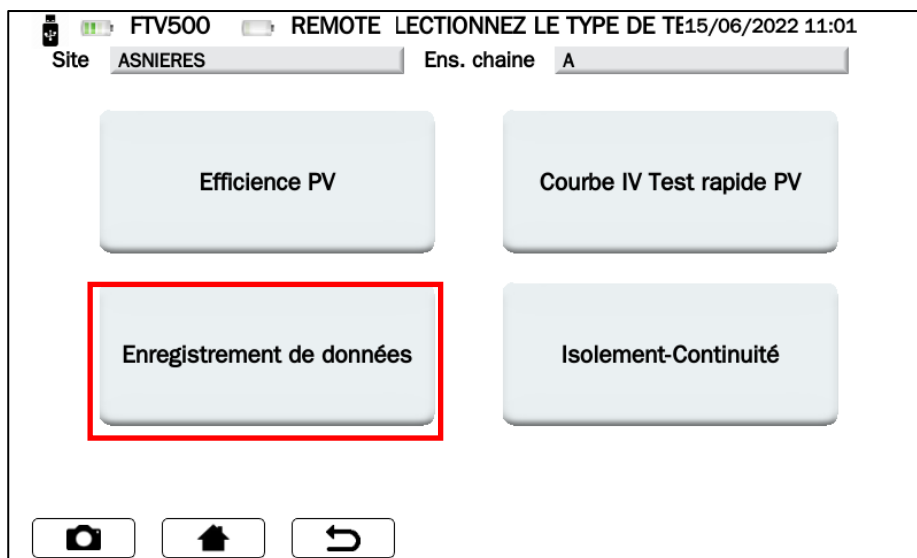 FTV500 REMOTE LECTIONNEZ LE TYPE DE TE 15/06/2022 11:01
Site ASNIERES Ens. chaine A
Efficience PV Courbe IV Test rapide PV
Enregistrement de données Isolement-Continuité